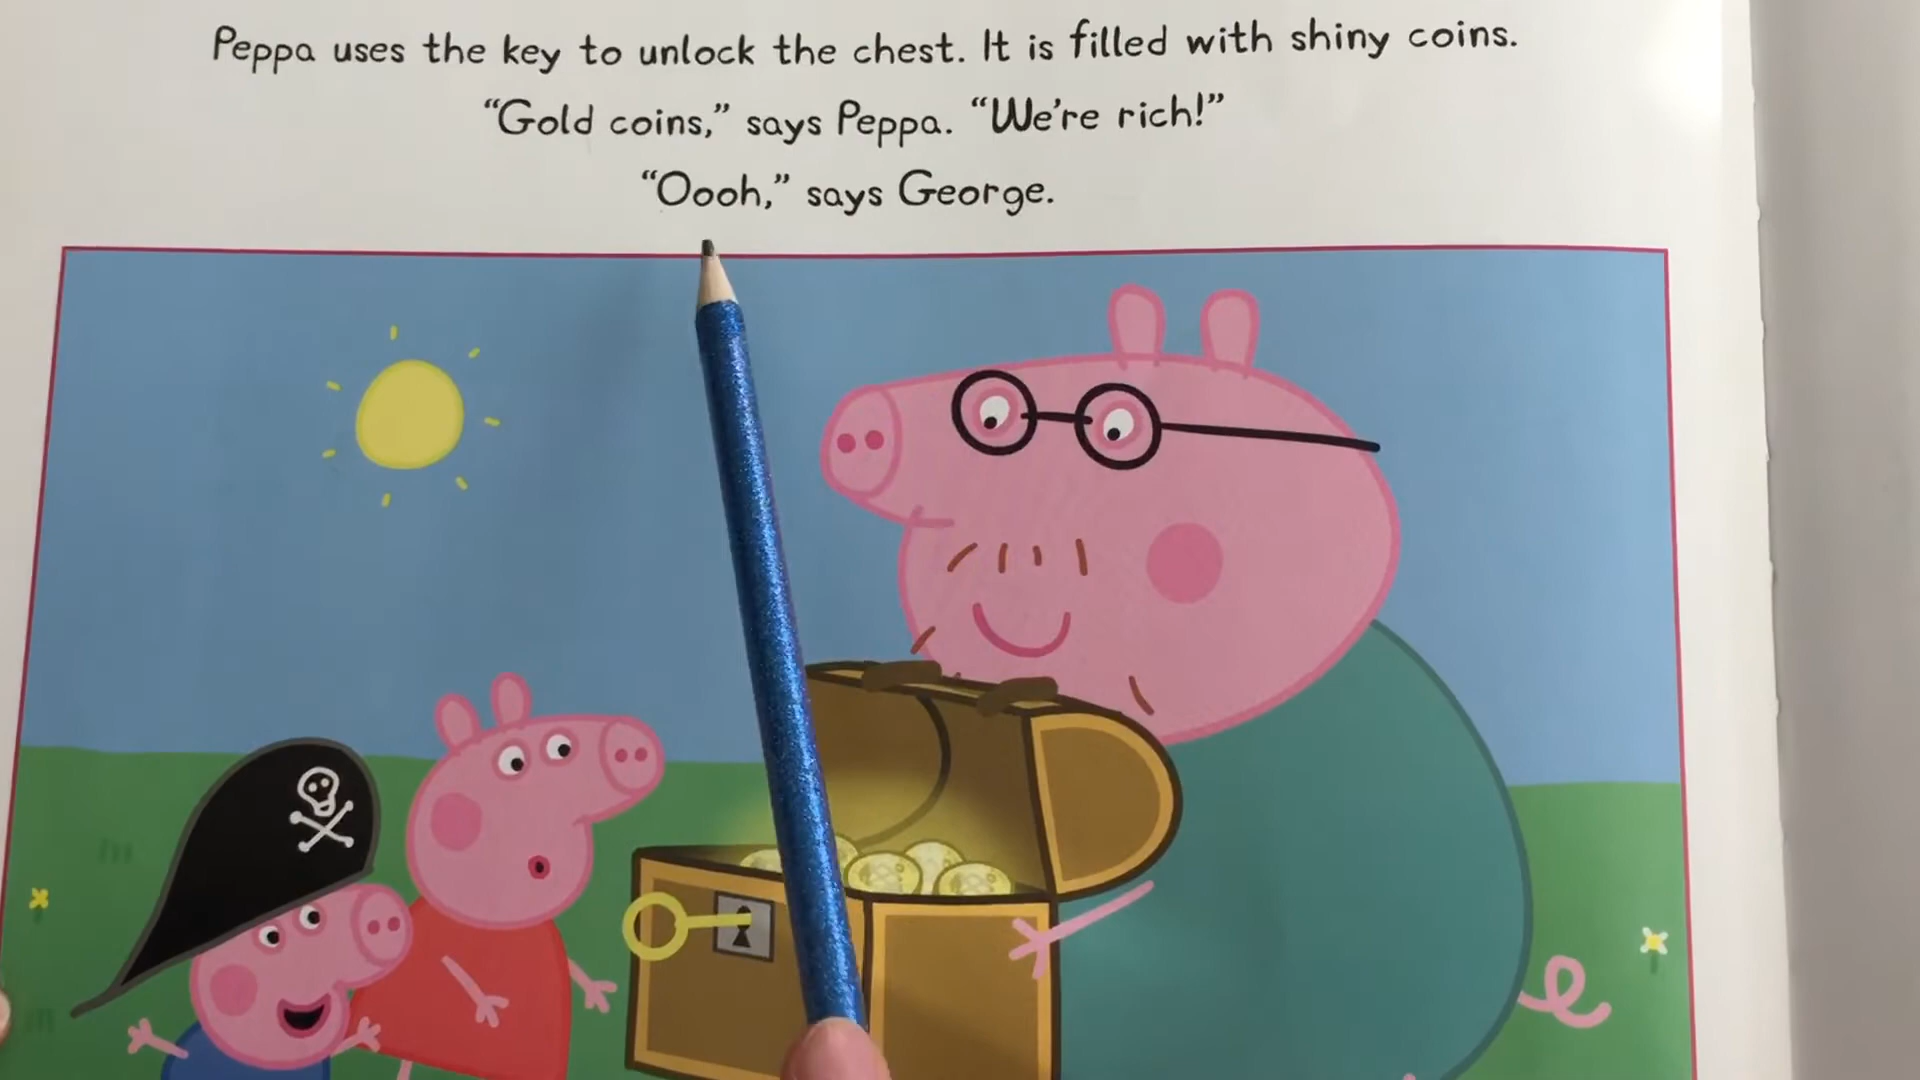 Peppa uses the key to unlock the chest. It is filled with shiny coins.
“Gold coins,” says Peppa. “We’re rich!”
“Oooh,” says George.